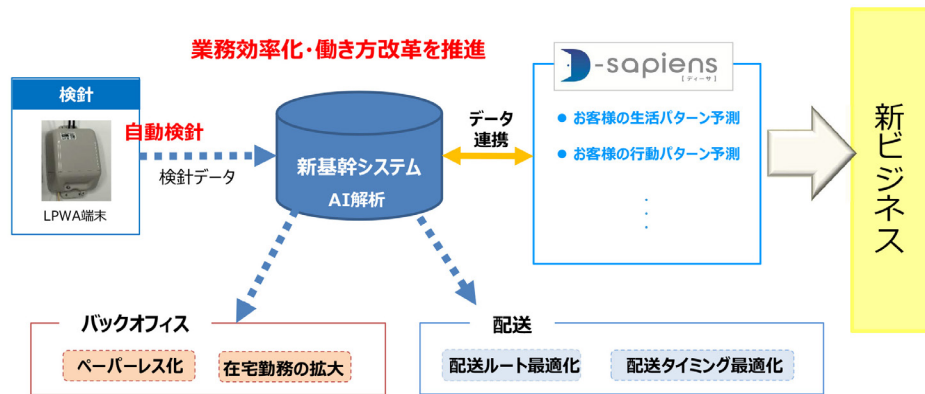 業務効率化・働き方改革を推進
検針
自動検針
検針データ
LPWA端末
新基幹システム
AI解析
データ
連携
D-sapiens
[ディーサ]
● お客様の生活パターン予測
● お客様の行動パターン予測
・
・
・
新ビジネス
バックオフィス
ペーパーレス化
在宅勤務の拡大
配送
配送ルート最適化
配送タイミング最適化